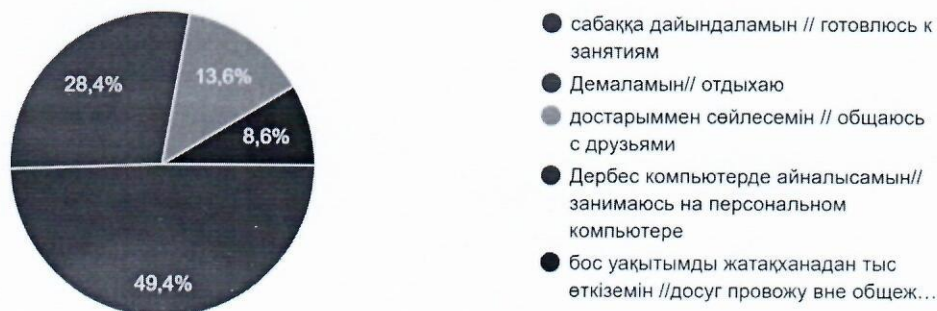 28,4%
13,6%
8,6%
49,4%
сабаққа дайындаламын // готовлюсь к
занятиям
Демаламын// отдыхаю
достарыммен сөйлесемін // общаюсь
с друзьями
Дербес компьютерде айналысамын//
занимаюсь на персональном
компьютере
бос уақытымды жатақханадан тыс
өткіземін //досуг провожу вне общеж…